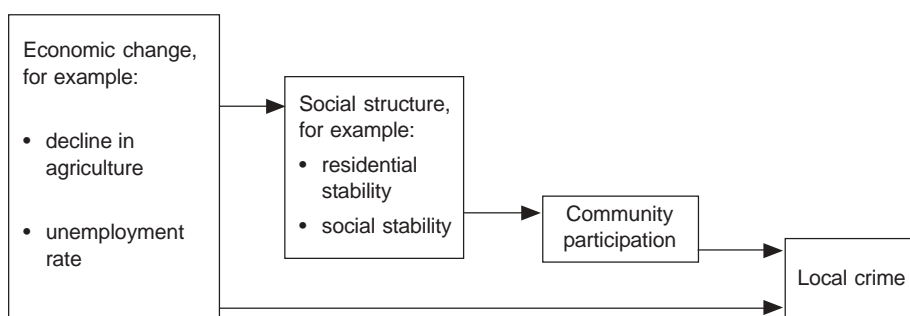 Economic change,
for example:
• decline in
agriculture
• unemployment
rate
Social structure,
for example:
• residential
stability
• social stability
Community
participation
Local crime